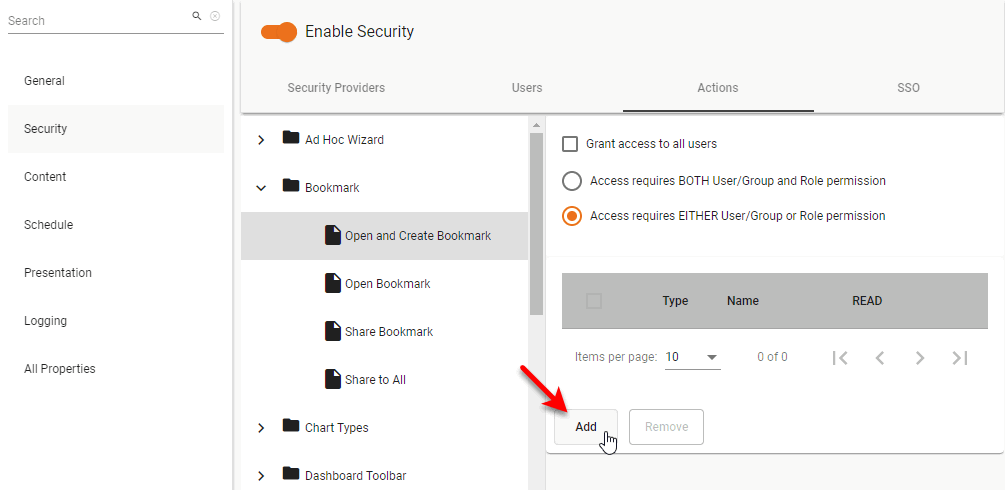 Search
General
Security
Content
Schedule
Presentation
Logging
All Properties
Enable Security
Security Providers
Users
Actions
SSO
Ad Hoc Wizard
Bookmark
Open and Create Bookmark
Open Bookmark
Share Bookmark
Share to All
Chart Types
Dashboard Toolbar
Grant access to all users
Access requires BOTH User/Group and Role permission
Access requires EITHER User/Group or Role permission
Type Name READ
Items per page: 10 0 of 0
Add Remove